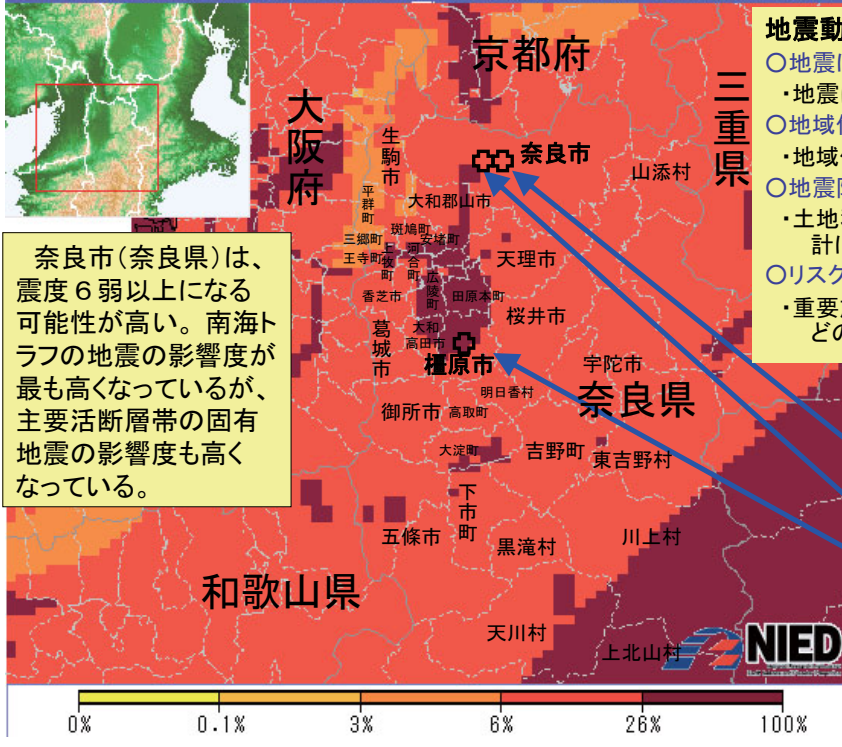 京都府
大阪府
三重県
生駒市
奈良市
山添村
平群町
大和郡山市
斑鳩町
安堵町
三郷町
王寺町
上牧町
河合町
天理市
香芝市
広陵町
田原本町
桜井市
葛城市
大和
高田市
橿原市
宇陀市
明日香村
奈良県
御所市
高取町
大淀町
吉野町
東吉野村
下市町
五條市
黒滝村
川上村
和歌山県
天川村
上北山村
NIED
奈良市(奈良県)は、
震度6弱以上になる
可能性が高い。南海ト
ラフの地震の影響度が
最も高くなっているが、
主要活断層帯の固有
地震の影響度も高く
なっている。
地震動
〇地震
・地震
〇地域
・地域
〇地震
・土地
計
〇リスク
・重要
どの
0% 0.1% 3% 6% 26% 100%